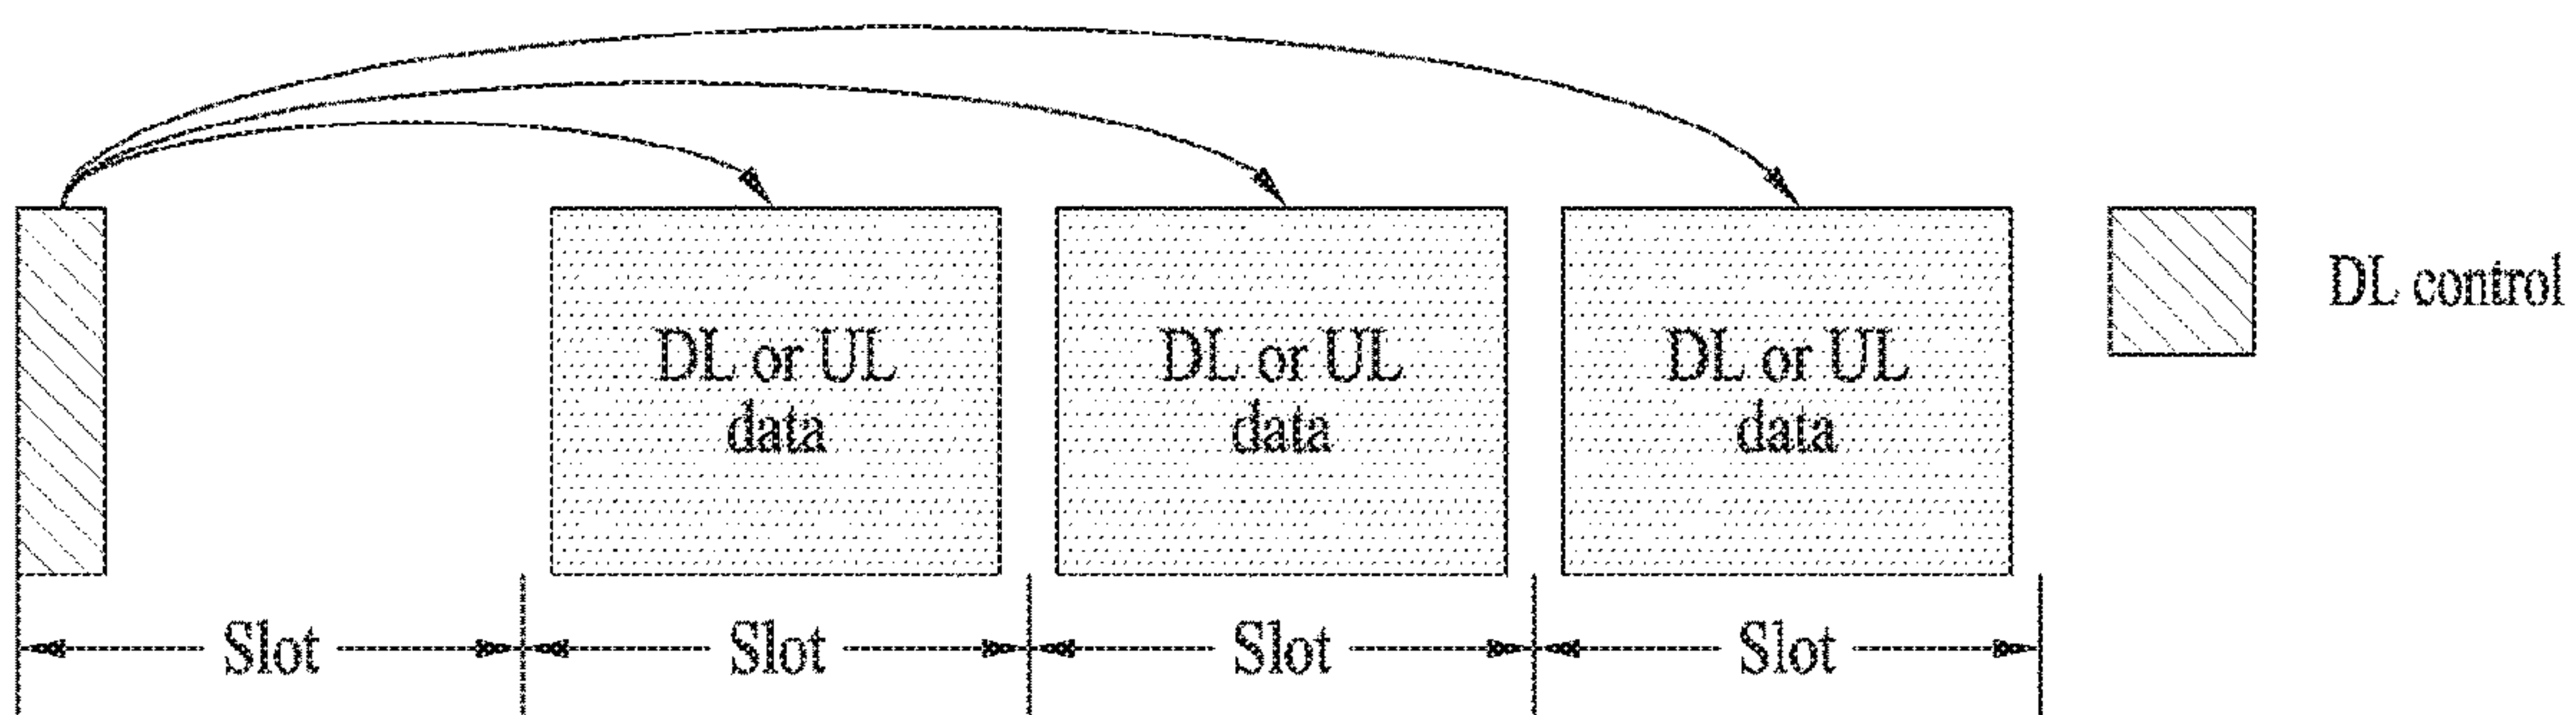 DL or UL
data
DL or UL
data
DL or UL
data
DL control
Slot
Slot
Slot
Slot